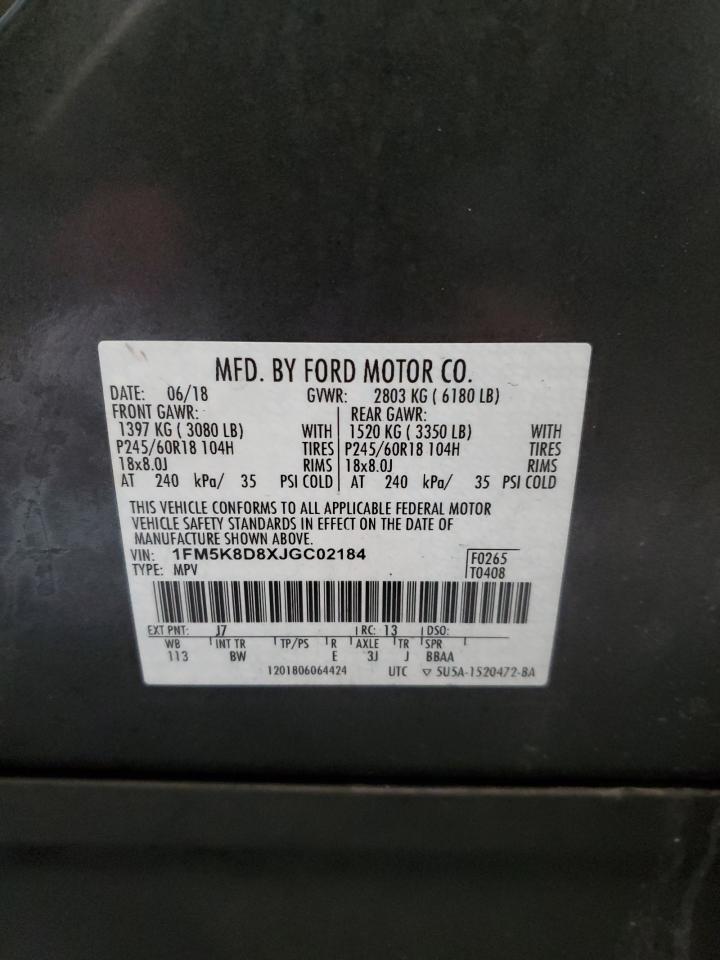 MFD. BY FORD MOTOR CO.
DATE: 06/18 GVWR: 2803 KG ( 6180 LB)
FRONT GAWR: REAR GAWR:
1397 KG ( 3080 LB) WITH 1520 KG ( 3350 LB) WITH
P245/60R18 104H TIRES P245/60R18 104H TIRES
18x8.0J RIMS 18x8.0J RIMS
AT 240 kPa/ 35 PSI COLD AT 240 kPa/ 35 PSI COLD
THIS VEHICLE CONFORMS TO ALL APPLICABLE FEDERAL MOTOR
VEHICLE SAFETY STANDARDS IN EFFECT ON THE DATE OF
MANUFACTURE SHOWN ABOVE.
VIN: 1FM5K8D8XJGC02184 F0265
TYPE: MPV T0408
EXT PNT: J7 RC: 13 DSO:
WB INT TR TP/PS R AXLE TR SPR
113 BW E 3J J BBAA
1201806064424 UTC ▽ 5U5A-1520472-BA